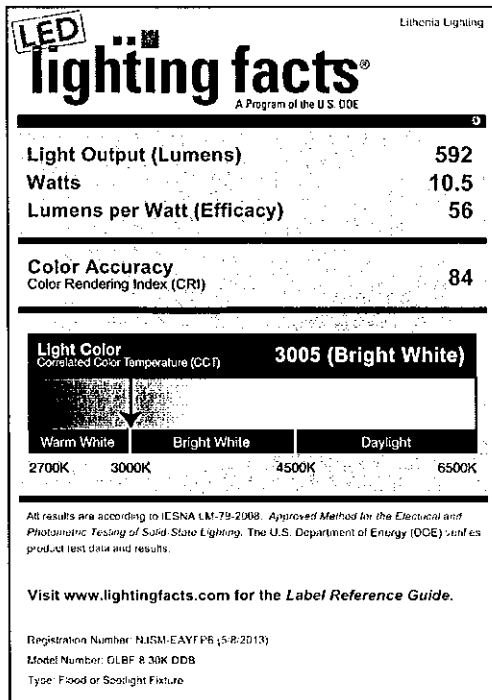 Lithonia Lighting
LED
lighting facts®
A Program of the U.S. DOE
Light Output (Lumens) 592
Watts 10.5
Lumens per Watt (Efficacy) 56
Color Accuracy 84
Color Rendering Index (CRI)
Light Color 3005 (Bright White)
Correlated Color Temperature (CCT)
Warm White Bright White Daylight
2700K 3000K 4500K 6500K
All results are according to IESNA LM-79-2008: Approved Method for the Electrical and
Photometric Testing of Solid-State Lighting. The U.S. Department of Energy (DOE) verifies
product test data and results.
Visit www.lightingfacts.com for the Label Reference Guide.
Registration Number: (5/8/2013)
Model Number: OLBF 8 30K DDB
Type: Flood or Spotlight Fixture